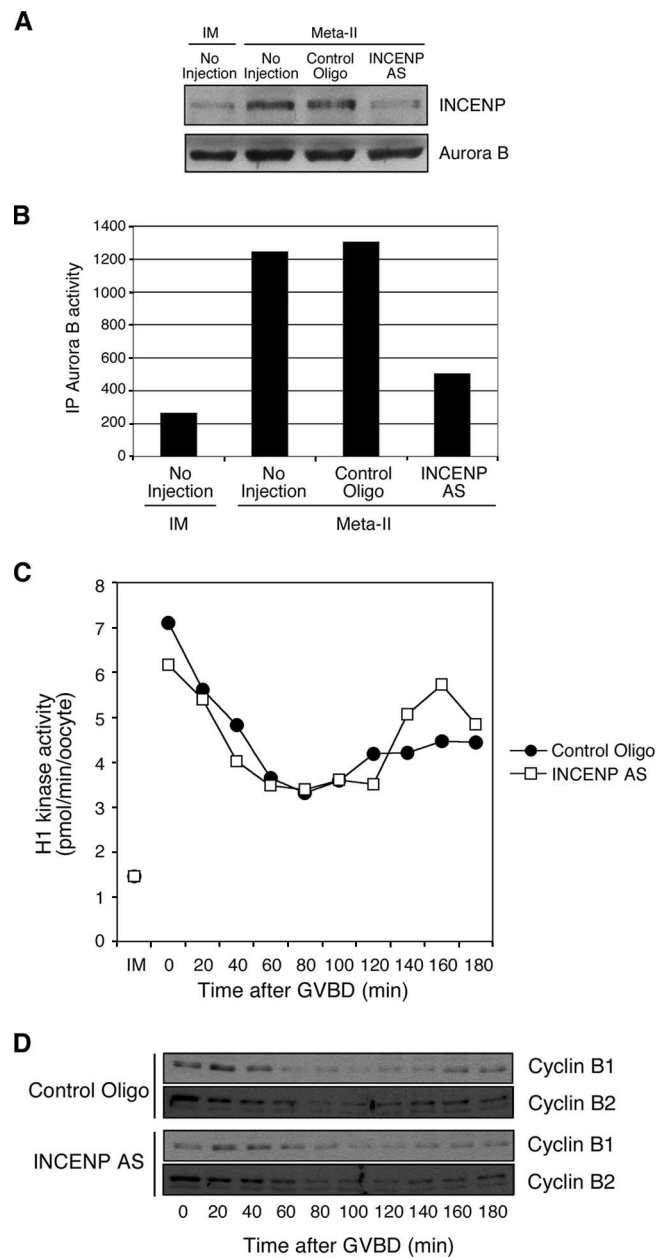 A
IM Meta-II
No Injection No Injection Control Oligo INCENP AS
INCENP
Aurora B
B
IP Aurora B activity
1400
1200
1000
800
600
400
200
0
No Injection No Injection Control Oligo INCENP AS
IM Meta-II
C
H1 kinase activity
(pmol/min/oocyte)
8
7
6
5
4
3
2
1
0
IM 0 20 40 60 80 100 120 140 160 180
Time after GVBD (min)
Control Oligo
INCENP AS
D
Control Oligo
Cyclin B1
Cyclin B2
INCENP AS
Cyclin B1
Cyclin B2
0 20 40 60 80 100 120 140 160 180
Time after GVBD (min)